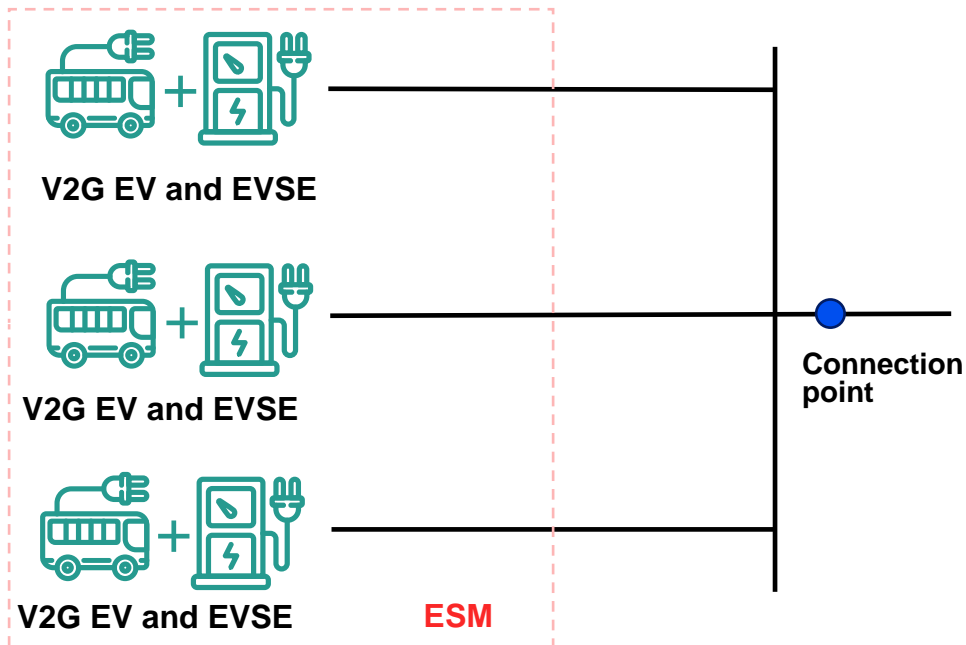 V2G EV and EVSE
Connection
point
V2G EV and EVSE
V2G EV and EVSE
ESM